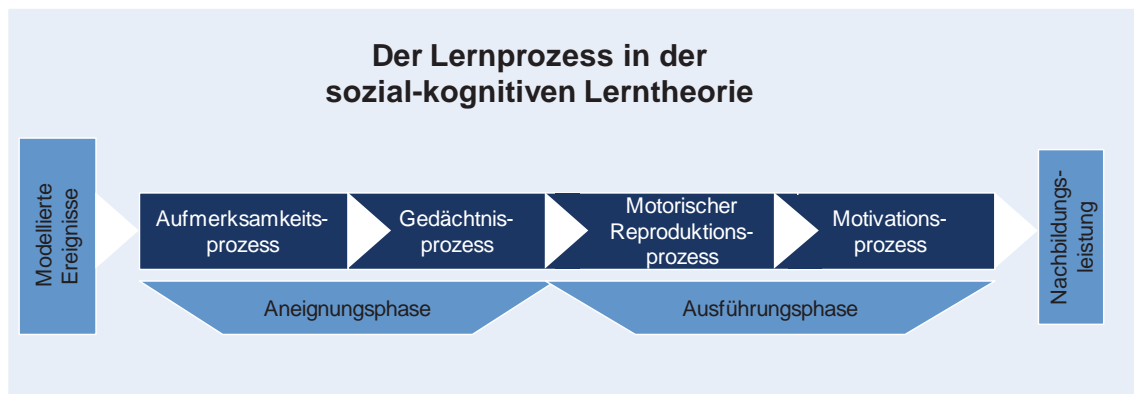 Der Lernprozess in der
sozial-kognitiven Lerntheorie
Modellierte
Ereignisse
Aufmerksamkeits-
prozess
Gedächtnis-
prozess
Motorischer
Reproduktions-
prozess
Motivations-
prozess
Nachbildungs-
leistung
Aneignungsphase
Ausführungsphase